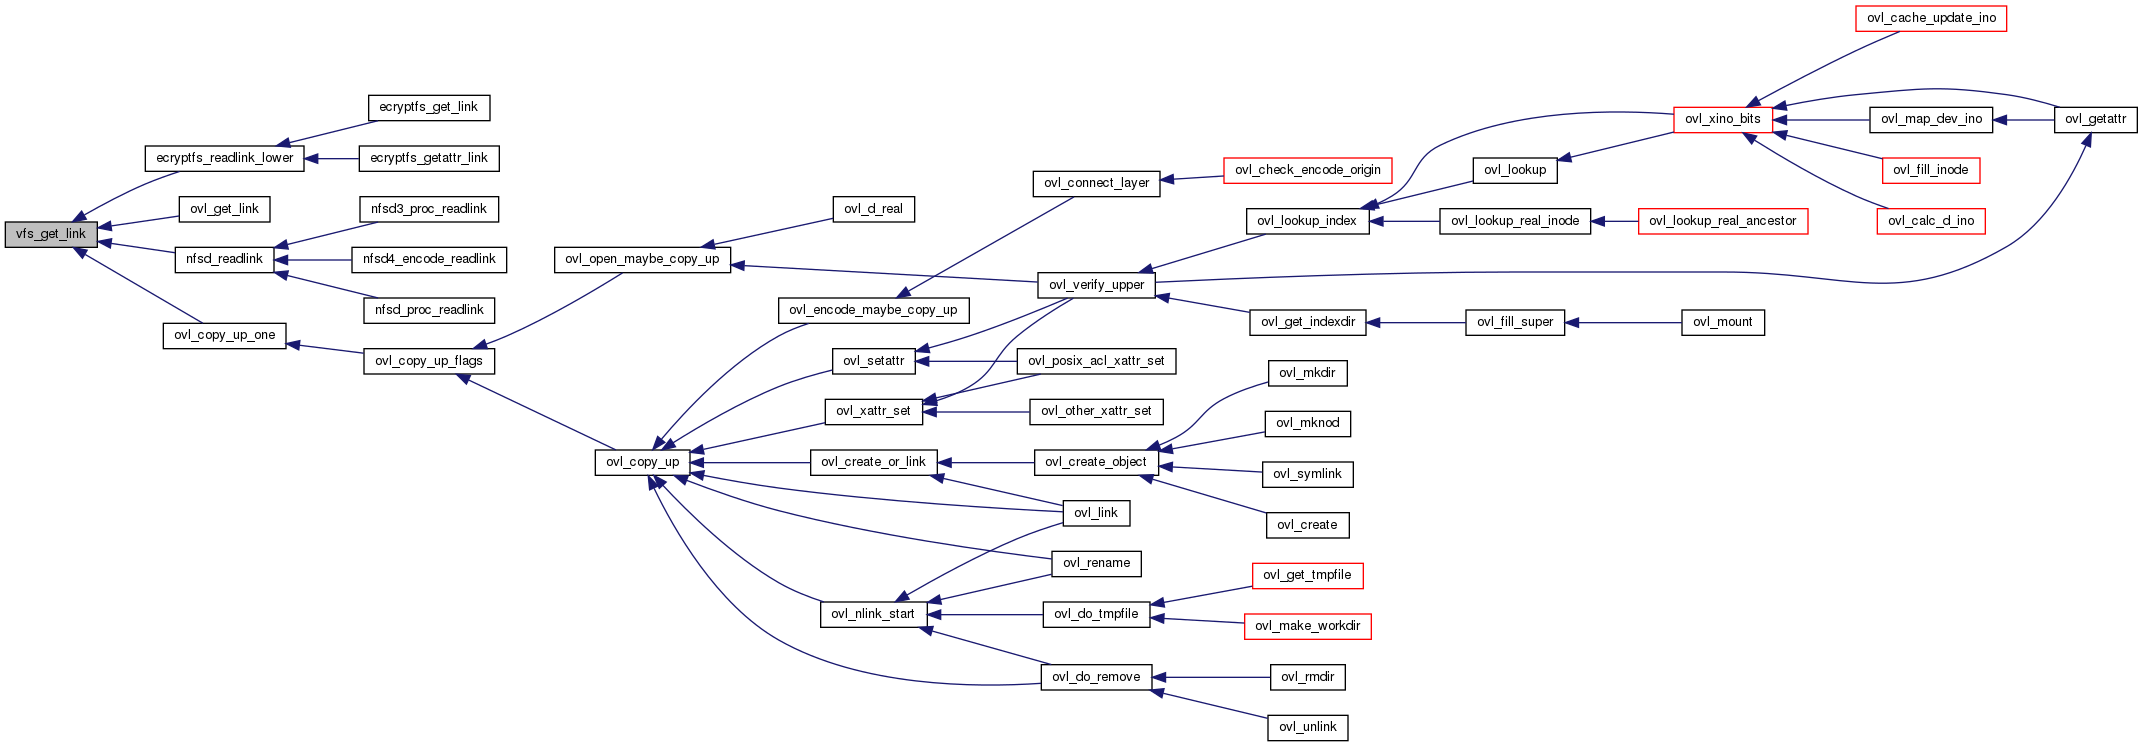 ovl_cache_update_ino
ecryptfs_get_link
ovl_xino_bits
ovl_map_dev_ino
ovl_getattr
ecryptfs_readlink_lower
ecryptfs_getattr_link
ovl_connect_layer
ovl_check_encode_origin
ovl_lookup
ovl_fill_inode
ovl_get_link
nfsd3_proc_readlink
ovl_d_real
ovl_lookup_index
ovl_lookup_real_inode
ovl_lookup_real_ancestor
ovl_calc_d_ino
vfs_get_link
nfsd_readlink
nfsd4_encode_readlink
ovl_open_maybe_copy_up
ovl_verify_upper
nfsd_proc_readlink
ovl_encode_maybe_copy_up
ovl_get_indexdir
ovl_fill_super
ovl_mount
ovl_copy_up_one
ovl_copy_up_flags
ovl_setattr
ovl_posix_acl_xattr_set
ovl_mkdir
ovl_xattr_set
ovl_other_xattr_set
ovl_mknod
ovl_copy_up
ovl_create_or_link
ovl_create_object
ovl_symlink
ovl_link
ovl_create
ovl_rename
ovl_get_tmpfile
ovl_nlink_start
ovl_do_tmpfile
ovl_make_workdir
ovl_do_remove
ovl_rmdir
ovl_unlink